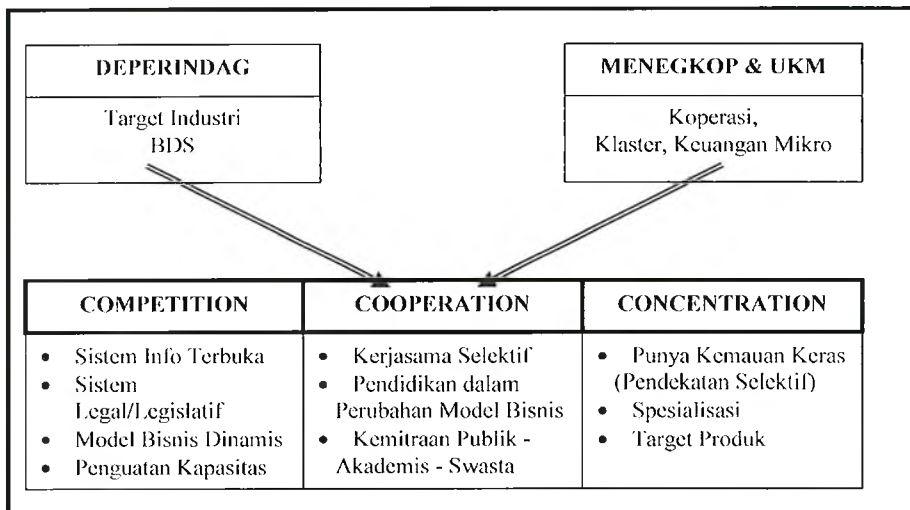 DEPERINDAG
Target Industri
BDS
MENEGKOP & UKM
Koperasi,
Klaster, Keuangan Mikro
COMPETITION
• Sistem Info Terbuka
• Sistem
Legal/Legislatif
• Model Bisnis Dinamis
• Penguatan Kapasitas
COOPERATION
• Kerjasama Selektif
• Pendidikan dalam
Perubahan Model Bisnis
• Kemitraan Publik -
Akademis - Swasta
CONCENTRATION
• Punya Kemauan Keras
(Pendekatan Selektif)
• Spesialisasi
• Target Produk